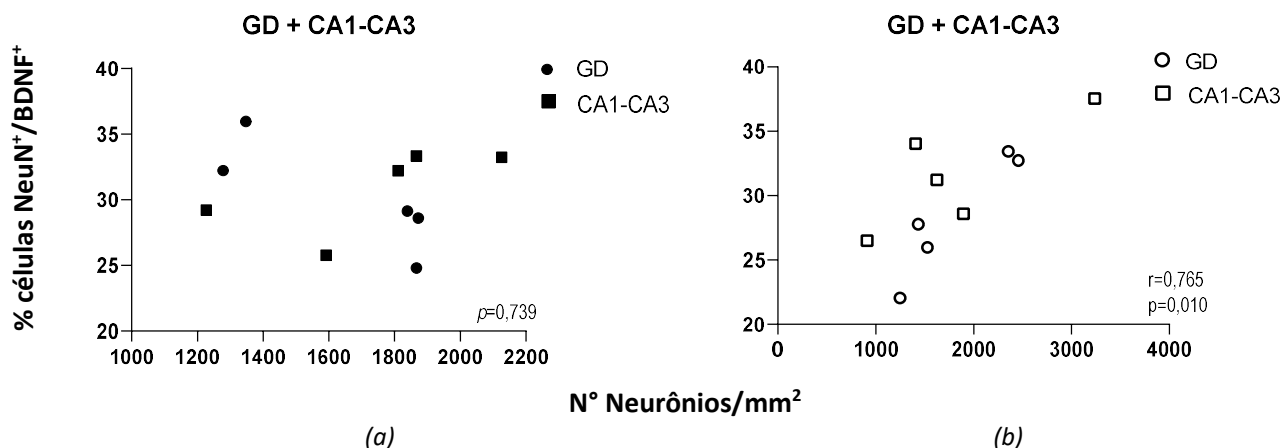 GD + CA1-CA3
% células NeuN⁺/BDNF⁺
40
35
30
25
20
1000 1200 1400 1600 1800 2000 2200
GD
CA1-CA3
p=0,739
(a)
GD + CA1-CA3
40
35
30
25
20
0 1000 2000 3000 4000
GD
CA1-CA3
r=0,765
p=0,010
N° Neurônios/mm²
(b)